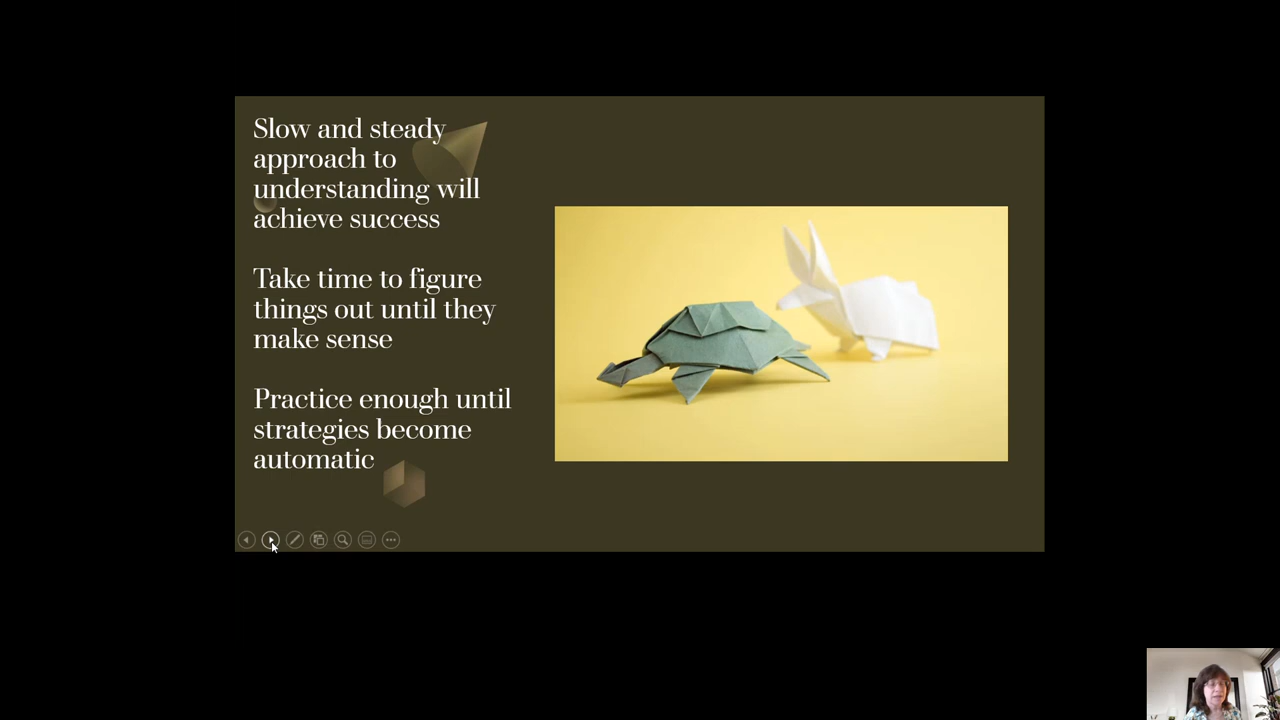 Slow and steady
approach to
understanding will
achieve success
Take time to figure
things out until they
make sense
Practice enough until
strategies become
automatic